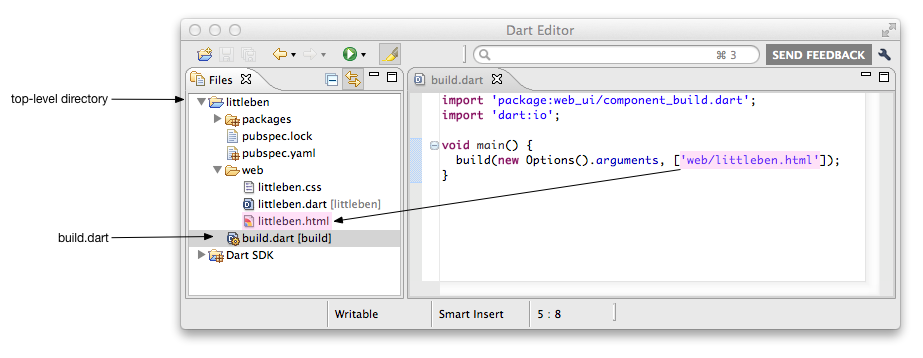 Dart Editor
⌘ 3
SEND FEEDBACK
Files
build.dart
top-level directory
littleben
packages
pubspec.lock
pubspec.yaml
web
littleben.css
littleben.dart [littleben]
littleben.html
build.dart
build.dart [build]
Dart SDK
import 'package:web_ui/component_build.dart';
import 'dart:io';
void main() {
build(new Options().arguments, ['web/littleben.html']);
}
Writable
Smart Insert
5 : 8